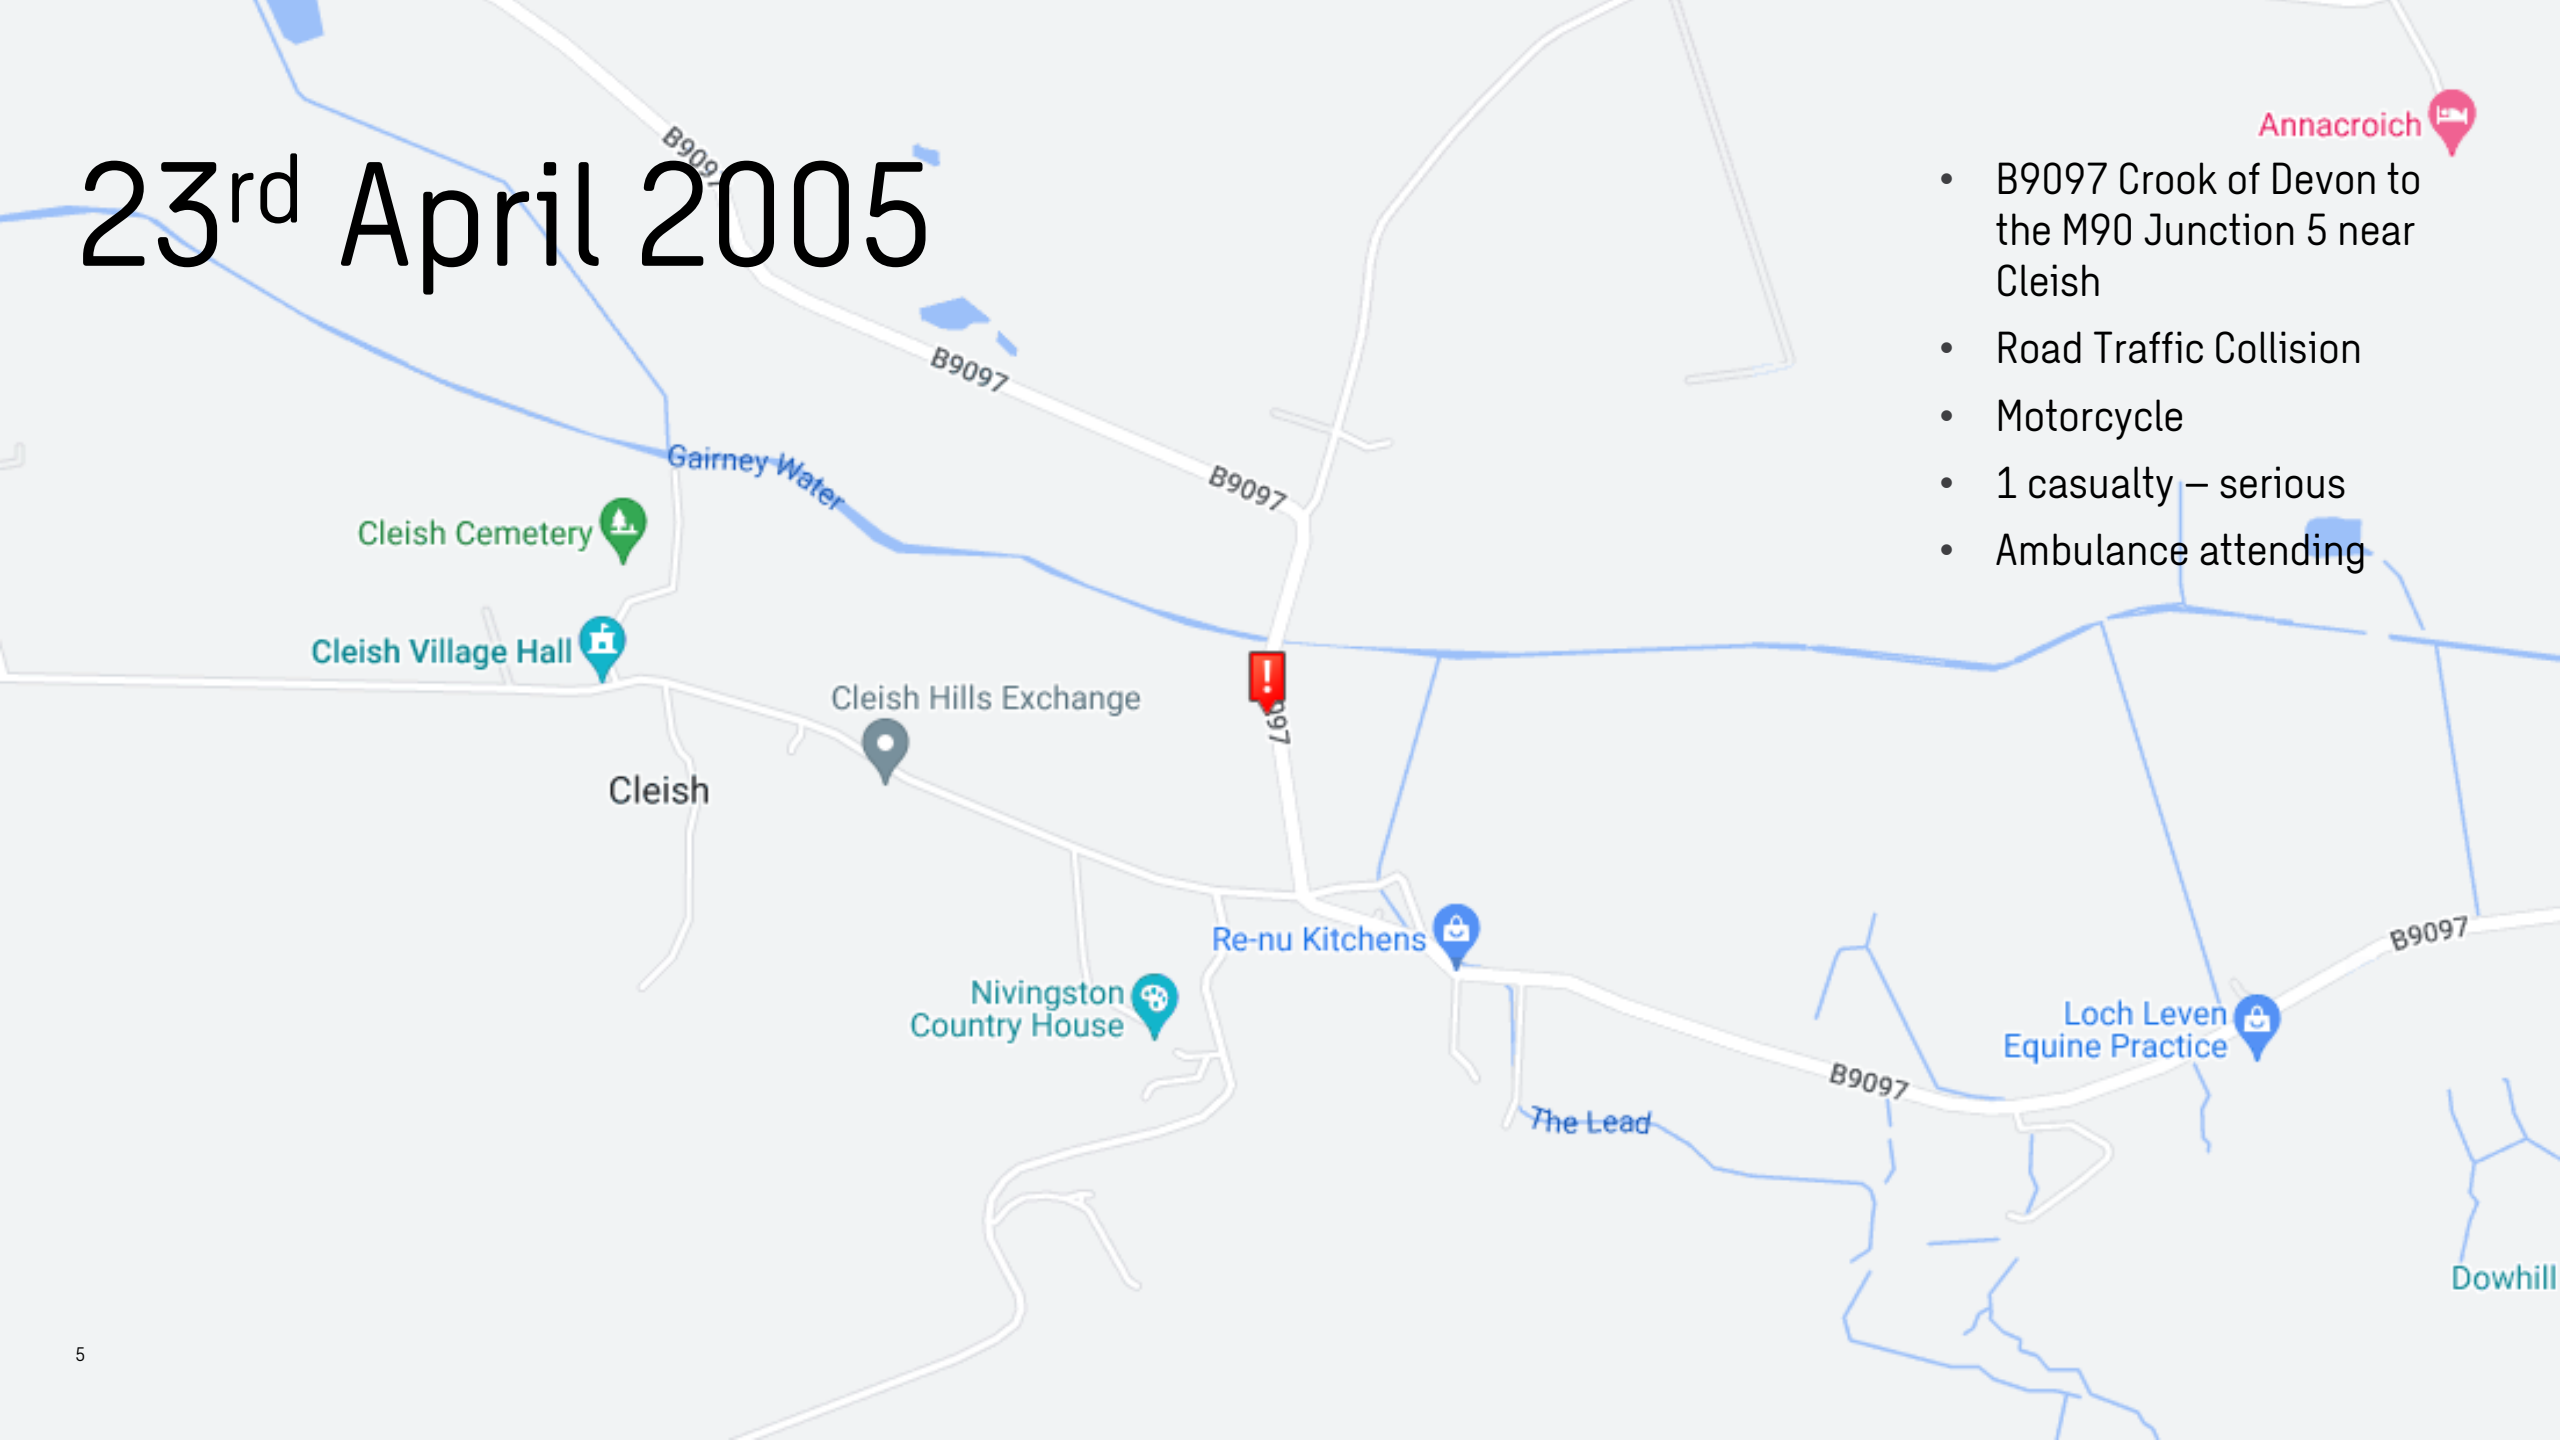 23rd April 2005
• B9097 Crook of Devon to
the M90 Junction 5 near
Cleish
• Road Traffic Collision
• Motorcycle
• 1 casualty – serious
• Ambulance attending
Annacroich
B9097
B9097
B9097
Gairney Water
Cleish Cemetery
Cleish Village Hall
Cleish Hills Exchange
!
Cleish
Re-nu Kitchens
Nivingston
Country House
B9097
Loch Leven
Equine Practice
B9097
The Lead
Dowhill
5